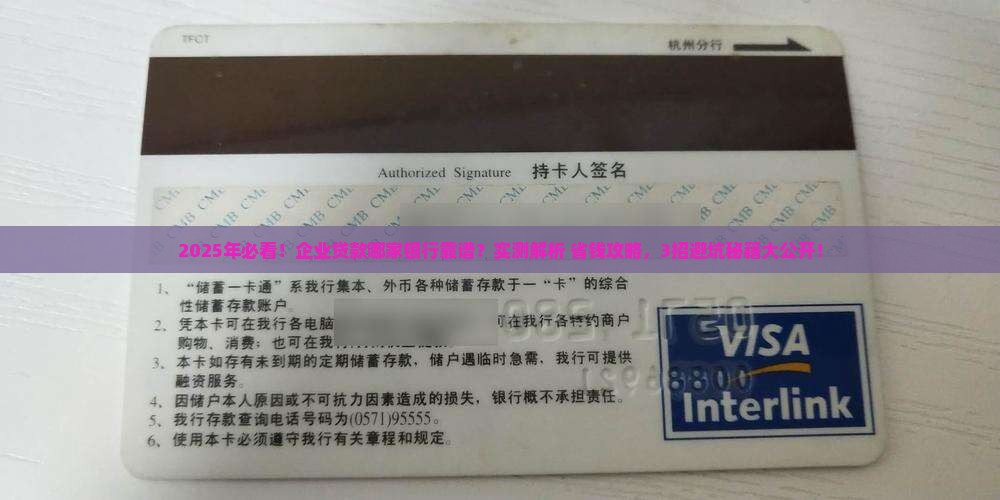 TECT
杭州分行
Authorized Signature 持卡人签名
CMB CMB CMB CMB CMB CMB
2025年必看！企业贷款哪家银行靠谱？实测解析 省钱攻略，3招避坑秘籍大公开！
1、“储蓄一卡通”系我行集本、外币各种储蓄存款于一“卡”的综合
性储蓄存款账户
2、凭本卡可在我行各电脑 可在我行各特约商户
购物、消费；也可在我
3、本卡如存有未到期的定期储蓄存款，储户遇临时急需，我行可提供
融资服务。
4、因储户本人原因或不可抗力因素造成的损失，银行概不承担责任。
5、我行存款查询电话号码为(0571)95555。
6、使用本卡必须遵守我行有关章程和规定。
VISA
Interlink